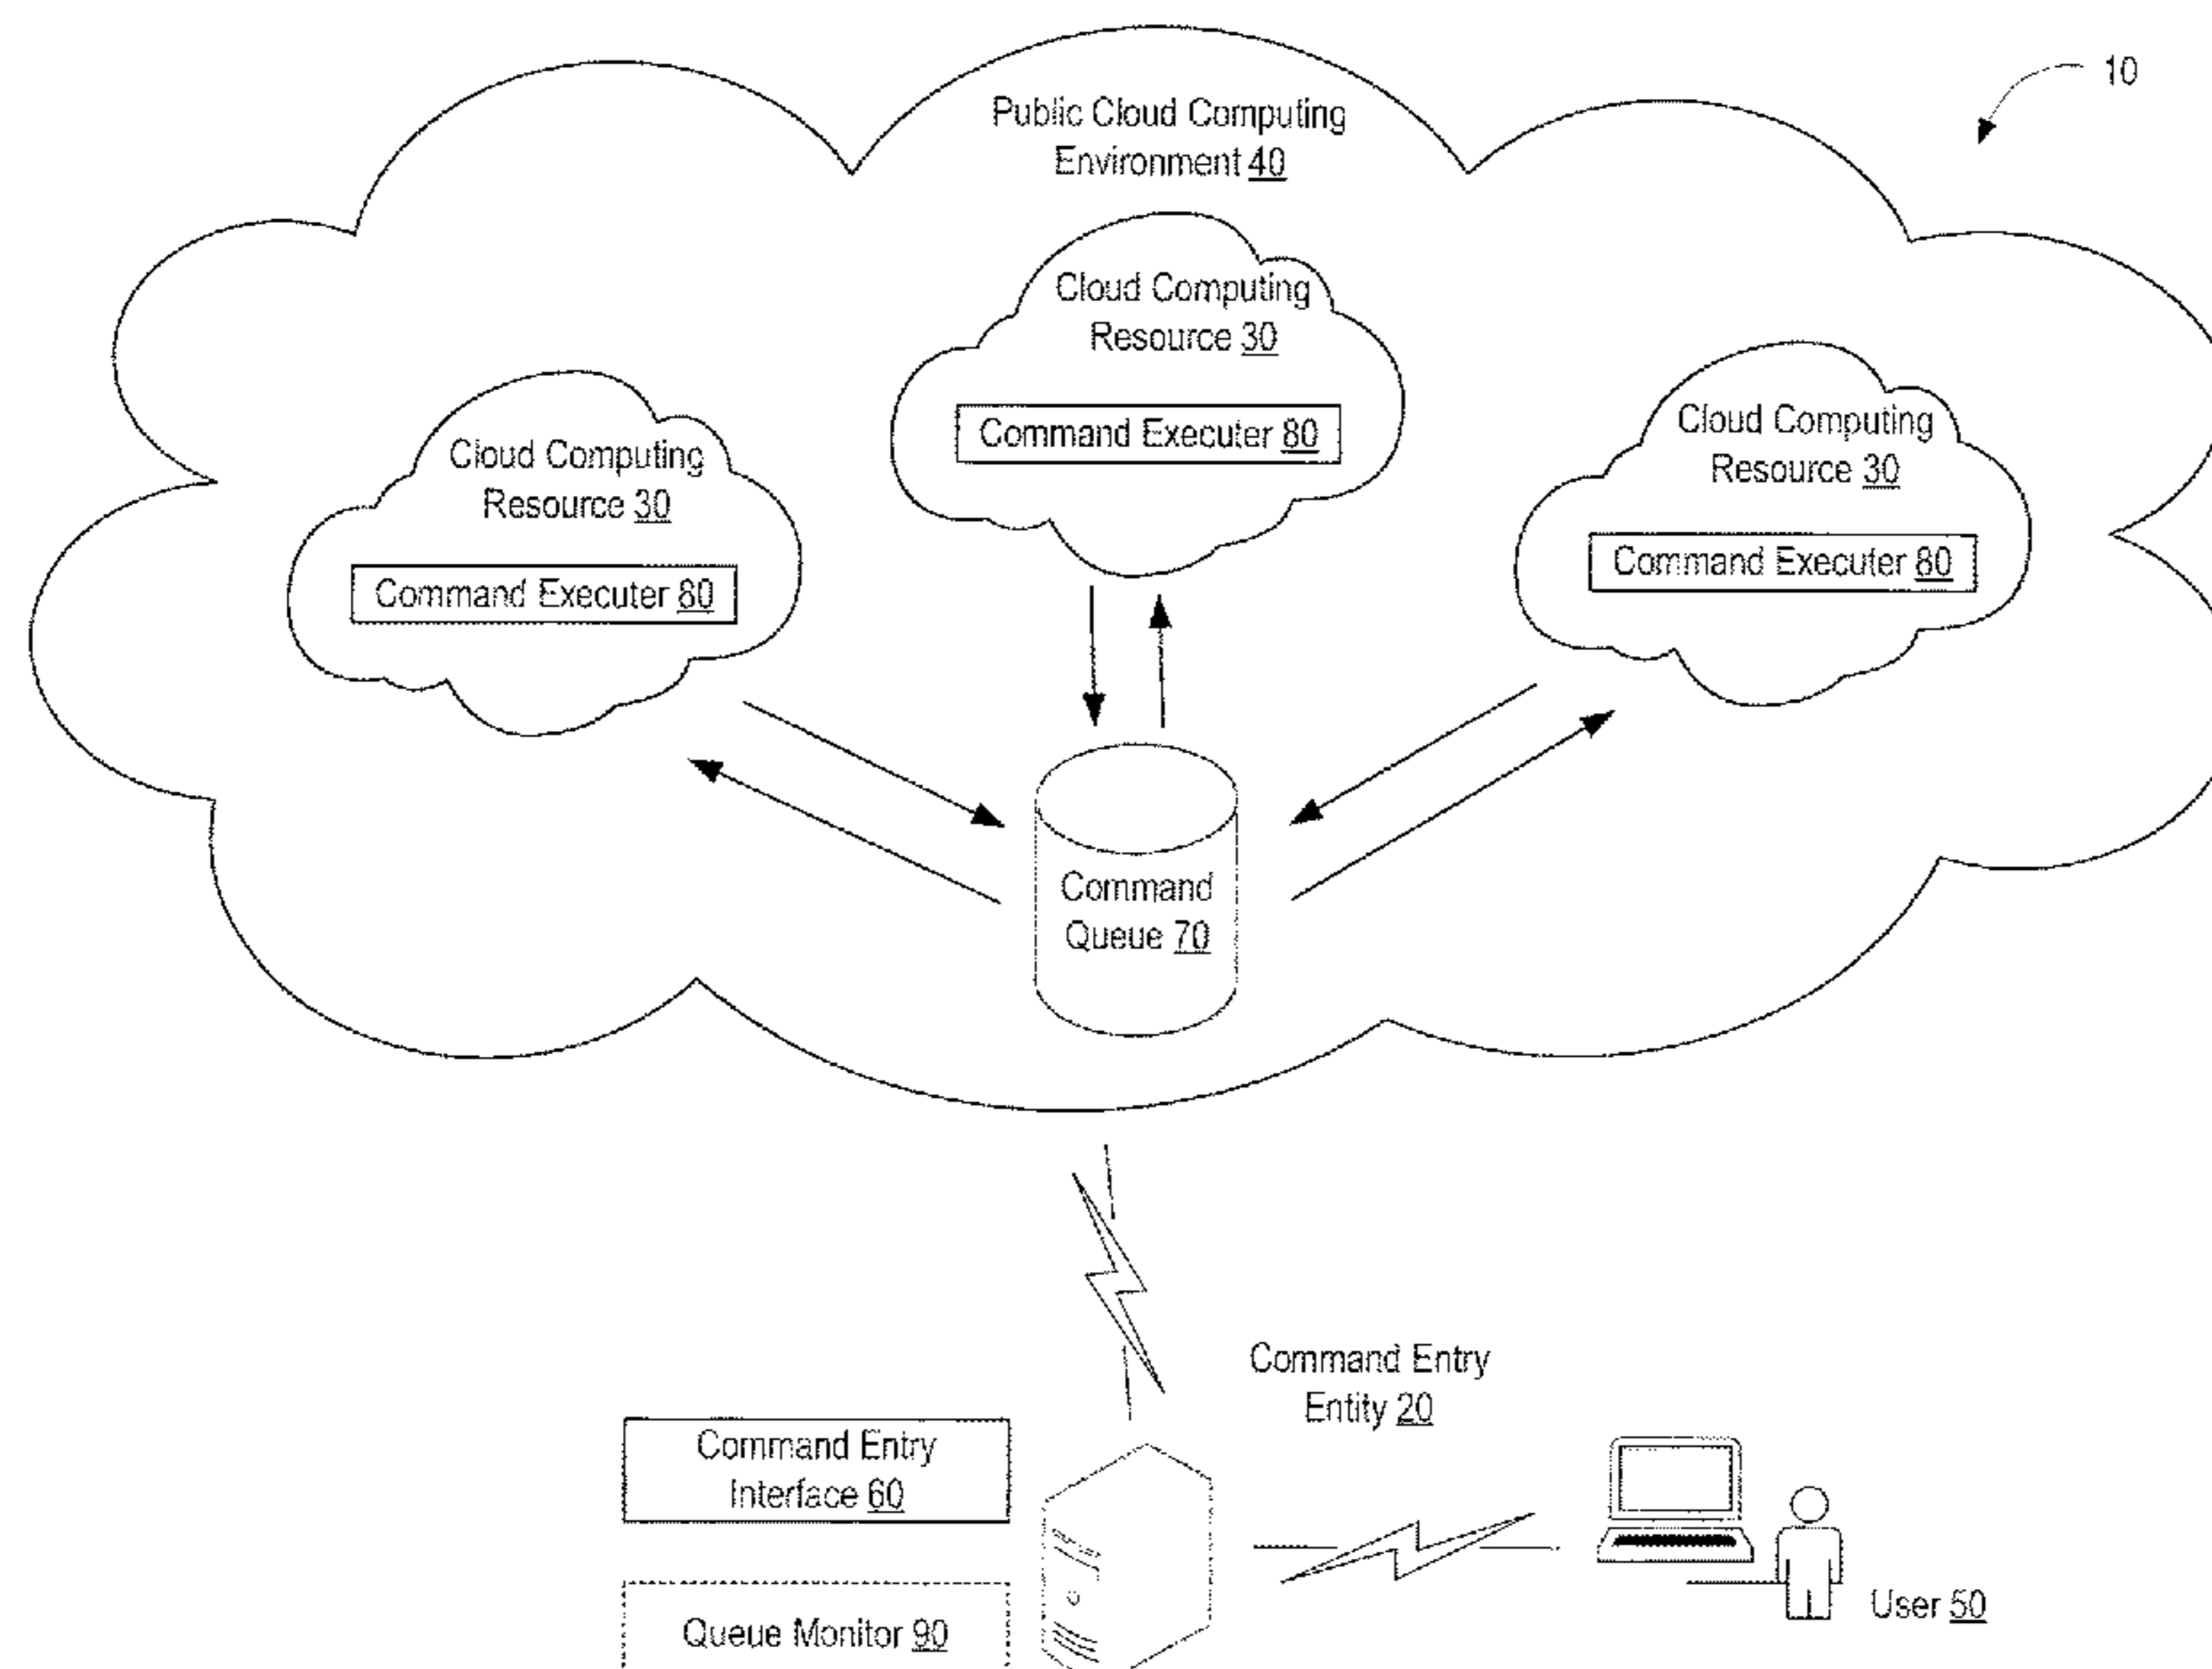 10
Public Cloud Computing
Environment 40
Cloud Computing
Resource 30
Command Executer 80
Cloud Computing
Resource 30
Command Executer 80
Cloud Computing
Resource 30
Command Executer 80
Command
Queue 70
Command Entry
Entity 20
Command Entry
Interface 60
Queue Monitor 90
User 50